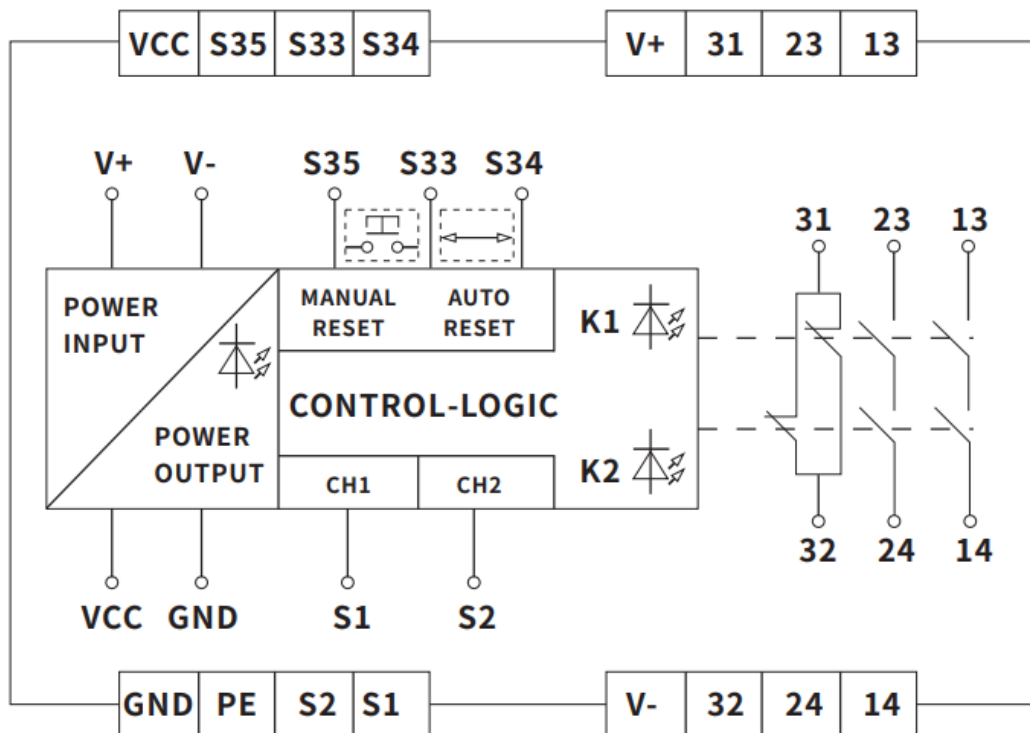 VCC S35 S33 S34 V+ 31 23 13
V+ V- S35 S33 S34
31 23 13
POWER
INPUT
MANUAL
RESET
AUTO
RESET
K1
CONTROL-LOGIC
POWER
OUTPUT
CH1 CH2
K2
32 24 14
VCC GND S1 S2
GND PE S2 S1 V- 32 24 14